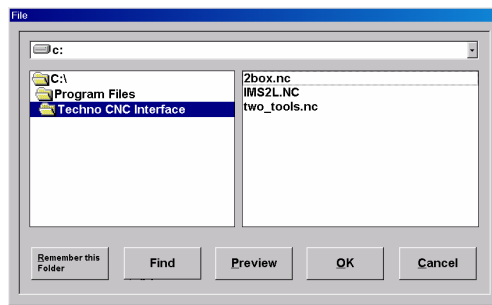 File
c:
C:\
Program Files
Techno CNC Interface
2box.nc
IMS2L.NC
two_tools.nc
Remember this
Folder
Find
Preview
OK
Cancel